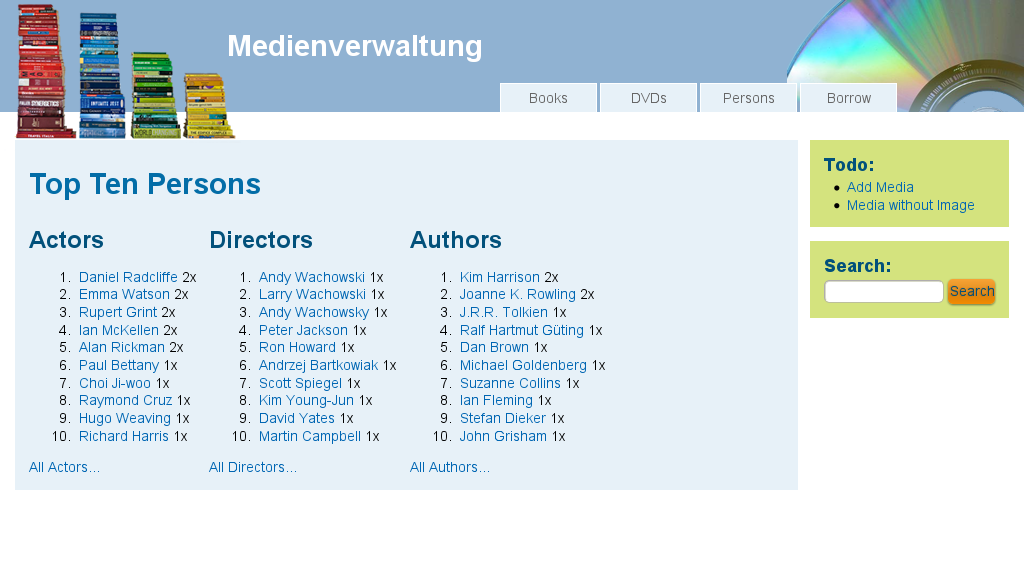 Medienverwaltung
Books
DVDs
Persons
Borrow
Top Ten Persons
Actors
1. Daniel Radcliffe 2x
2. Emma Watson 2x
3. Rupert Grint 2x
4. Ian McKellen 2x
5. Alan Rickman 2x
6. Paul Bettany 1x
7. Choi Ji-woo 1x
8. Raymond Cruz 1x
9. Hugo Weaving 1x
10. Richard Harris 1x
All Actors...
Directors
1. Andy Wachowski 1x
2. Larry Wachowski 1x
3. Andy Wachowsky 1x
4. Peter Jackson 1x
5. Ron Howard 1x
6. Andrzej Bartkowiak 1x
7. Scott Spiegel 1x
8. Kim Young-Jun 1x
9. David Yates 1x
10. Martin Campbell 1x
All Directors...
Authors
1. Kim Harrison 2x
2. Joanne K. Rowling 2x
3. J.R.R. Tolkien 1x
4. Ralf Hartmut Güting 1x
5. Dan Brown 1x
6. Michael Goldenberg 1x
7. Suzanne Collins 1x
8. Ian Fleming 1x
9. Stefan Dieker 1x
10. John Grisham 1x
All Authors...
Todo:
Add Media
Media without Image
Search:
Search